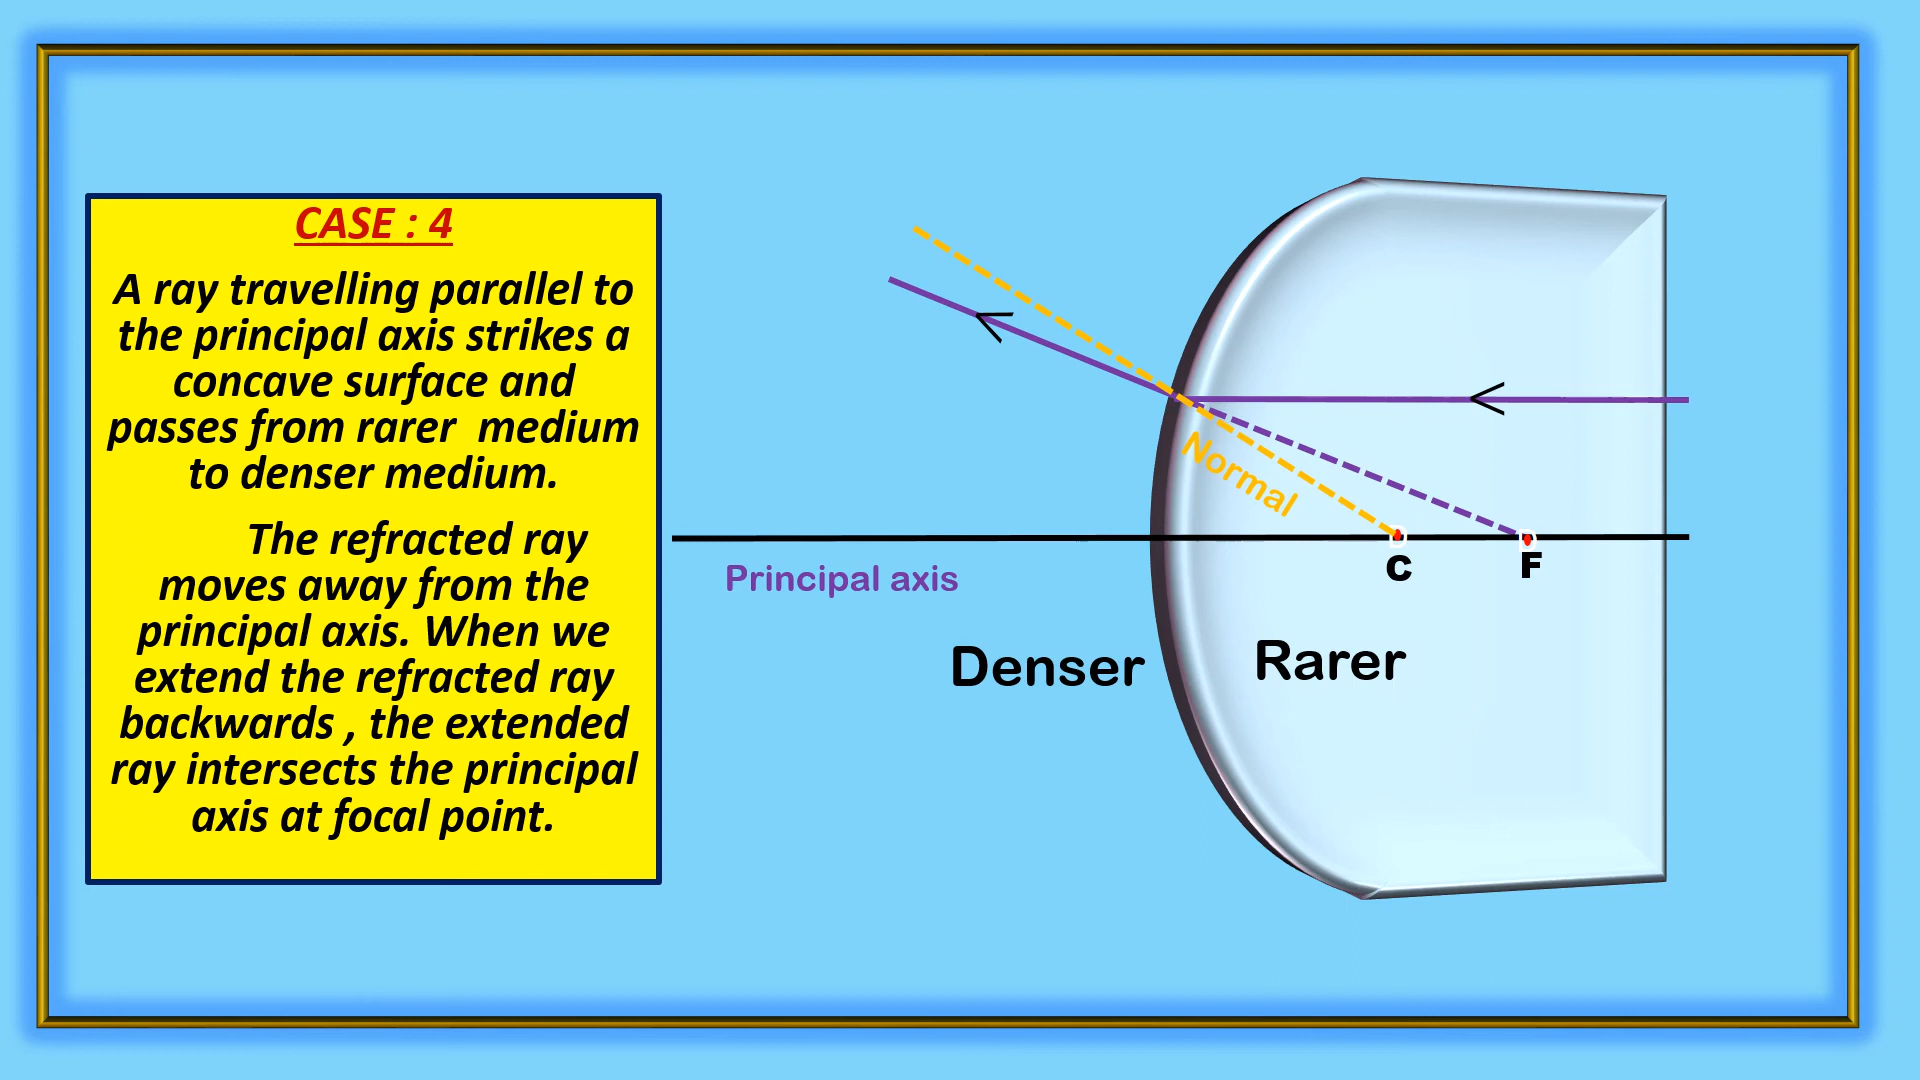 CASE : 4
A ray travelling parallel to
the principal axis strikes a
concave surface and
passes from rarer  medium
to denser medium.
The refracted ray
moves away from the
principal axis. When we
extend the refracted ray
backwards , the extended
ray intersects the principal
axis at focal point.
Normal
C
F
Principal axis
Denser
Rarer